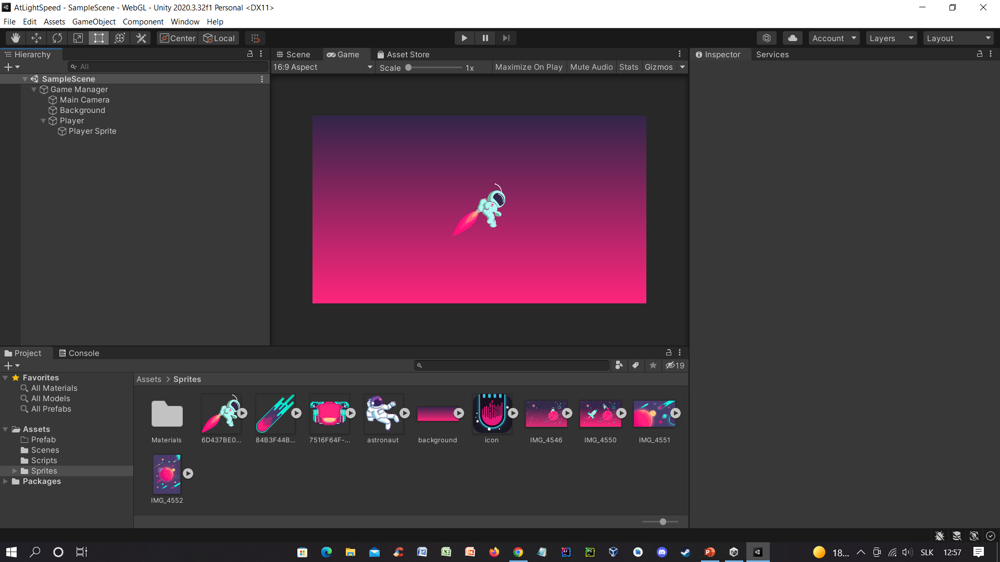 AtLightSpeed - SampleScene - WebGL - Unity 2020.3.32f1 Personal <DX11>
File Edit Assets GameObject Component Window Help
Center Local Account Layers Layout
Hierarchy
All
SampleScene
Game Manager
Main Camera
Background
Player
Player Sprite
Scene Game Asset Store
16:9 Aspect Scale 1x Maximize On Play Mute Audio Stats Gizmos
Inspector Services
Project Console
19
Favorites
All Materials
All Models
All Prefabs
Assets
Prefab
Scenes
Scripts
Sprites
Packages
Assets > Sprites
Materials 6D437BE0... 84B3F44B... 7516F64F-... astronaut background icon IMG_4546 IMG_4550 IMG_4551
IMG_4552
18... SLK 12:57